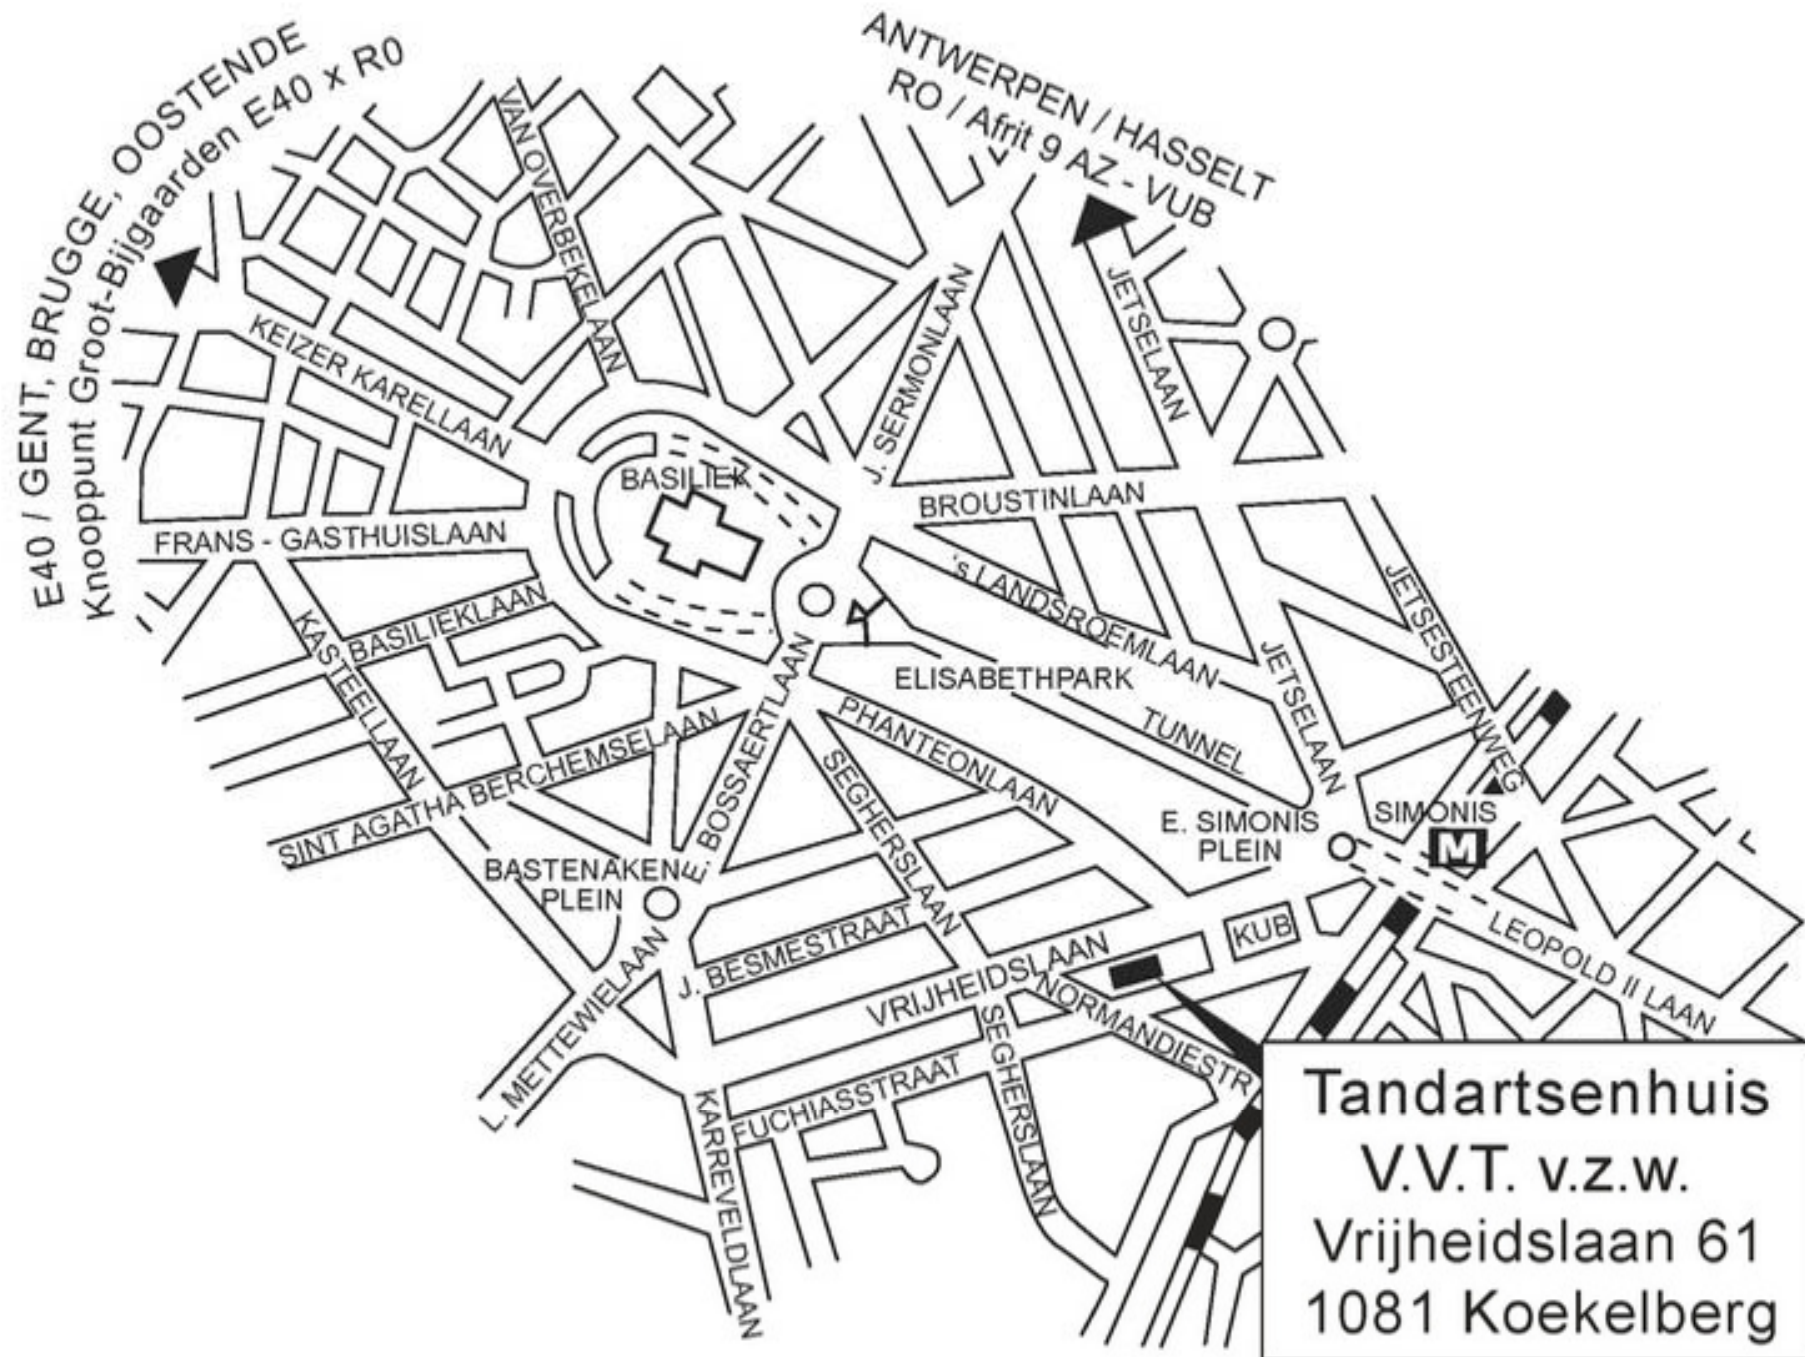 E40 / GENT, BRUGGE, OOSTENDE
Knooppunt Groot-Bijgaarden E40 x R0
ANTWERPEN / HASSELT
RO / Afrit 9 AZ - VUB
VAN OVERBEKELAAN
KEIZER KARELLAAN
J. SERMONLAAN
JETSELAAN
BASILIEK
BROUSTINLAAN
FRANS - GASTHUISLAAN
's LANDSROEMLAAN
JETSESTEENWEG
BASILIEKLAAN
KASTEELLAAN
ELISABETHPARK
JETSELAAN
TUNNEL
PHANTEONLAAN
SINT AGATHA BERCHEMSELAAN
E. BOSSAERTLAAN
SEGHERSLAAN
E. SIMONIS
PLEIN
SIMONIS
M
BASTENAKEN
PLEIN
KUB
LEOPOLD II LAAN
J. BESMESTRAAT
VRIJHEIDSLAAN
NORMANDIESTR
L. METTEWIELAAN
SEGHERSLAAN
FUCHIASSTRAAT
KARREVELDLAAN
Tandartsenhuis
V.V.T. v.z.w.
Vrijheidslaan 61
1081 Koekelberg